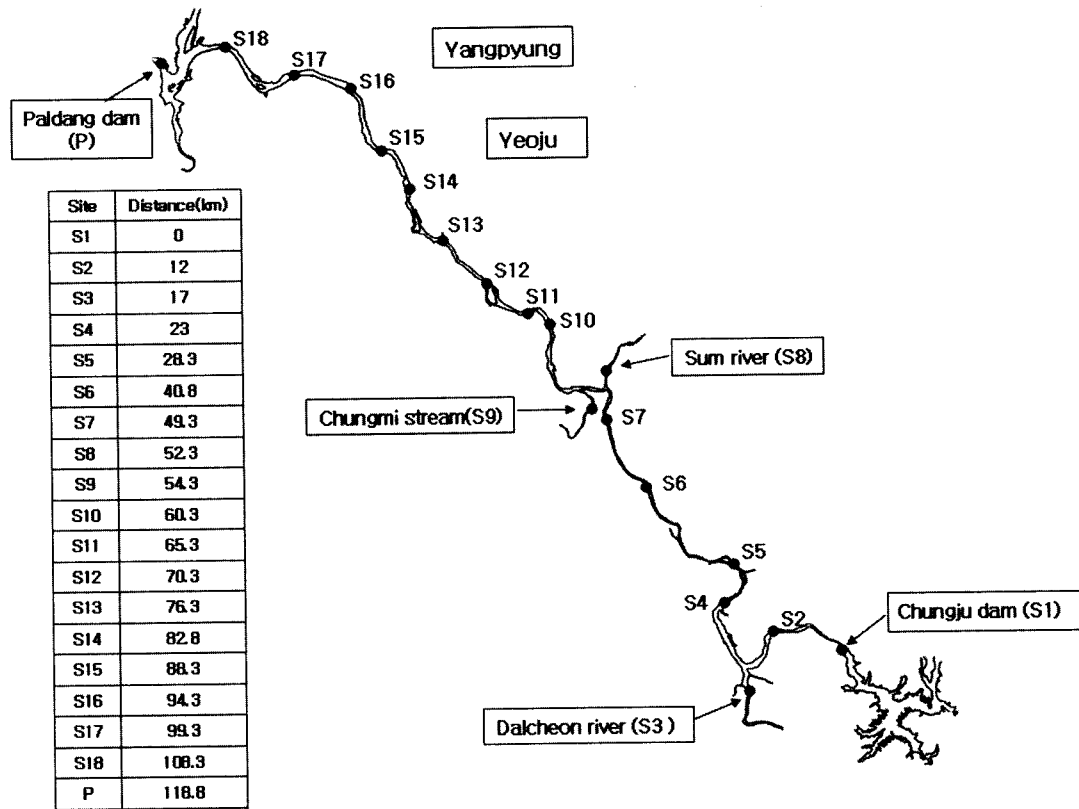 S18
Yangpyung
S17
S16
Paldang dam
(P)
Yeoju
S15
S14
Site Distance(km)
S1 0
S2 12
S3 17
S4 23
S5 28.3
S6 40.8
S7 49.3
S8 52.3
S9 54.3
S10 60.3
S11 65.3
S12 70.3
S13 76.3
S14 82.8
S15 88.3
S16 94.3
S17 99.3
S18 108.3
P 118.8
S13
S12
S11
S10
Sum river (S8)
Chungmi stream(S9)
S7
S6
S5
S4
S2
Chungju dam (S1)
Dalcheon river (S3 )